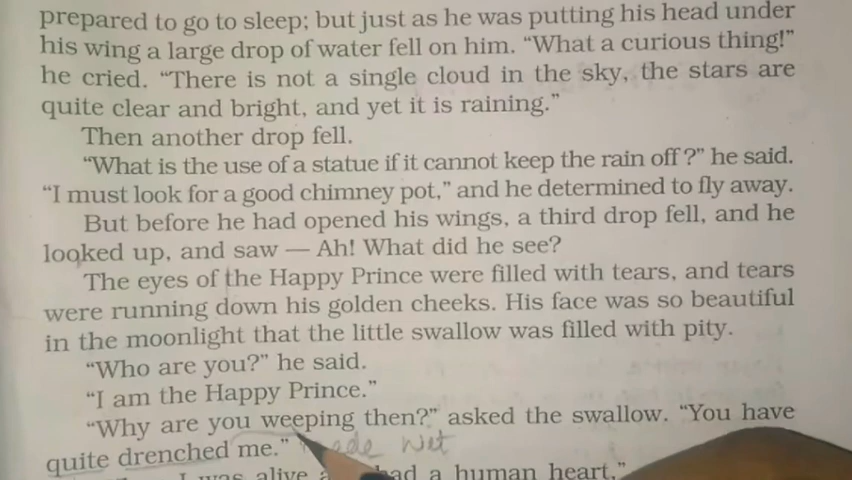 prepared to go to sleep; but just as he was putting his head under
his wing a large drop of water fell on him. “What a curious thing!”
he cried. “There is not a single cloud in the sky, the stars are
quite clear and bright, and yet it is raining.”
Then another drop fell.
“What is the use of a statue if it cannot keep the rain off?” he said.
“I must look for a good chimney pot,” and he determined to fly away.
But before he had opened his wings, a third drop fell, and he
looked up, and saw — Ah! What did he see?
The eyes of the Happy Prince were filled with tears, and tears
were running down his golden cheeks. His face was so beautiful
in the moonlight that the little swallow was filled with pity.
“Who are you?” he said.
“I am the Happy Prince.”
“Why are you weeping then?” asked the swallow. “You have
quite drenched me.” wet
I was alive had a human heart,”